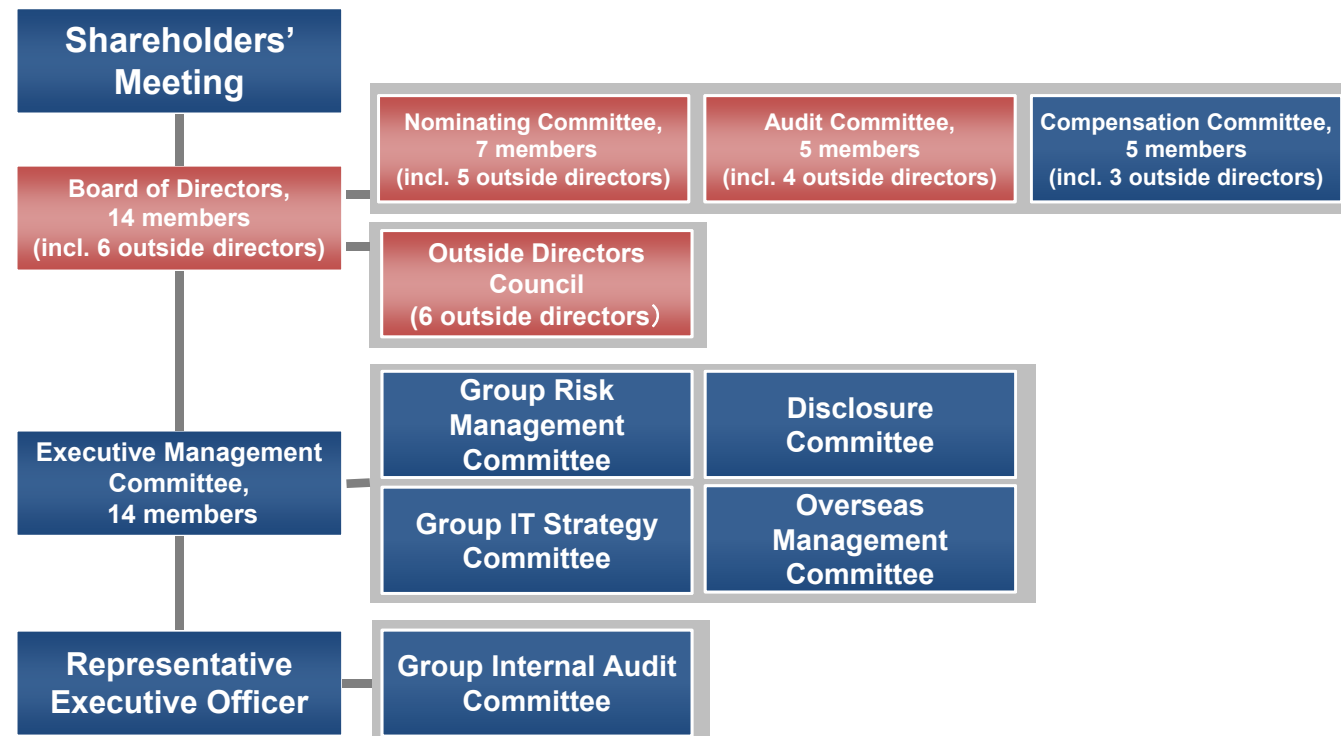 Shareholders’
Meeting
Nominating Committee,
7 members
(incl. 5 outside directors)
Audit Committee,
5 members
(incl. 4 outside directors)
Compensation Committee,
5 members
(incl. 3 outside directors)
Board of Directors,
14 members
(incl. 6 outside directors)
Outside Directors
Council
(6 outside directors）
Group Risk
Management
Committee
Disclosure
Committee
Executive Management
Committee,
14 members
Group IT Strategy
Committee
Overseas
Management
Committee
Representative
Executive Officer
Group Internal Audit
Committee